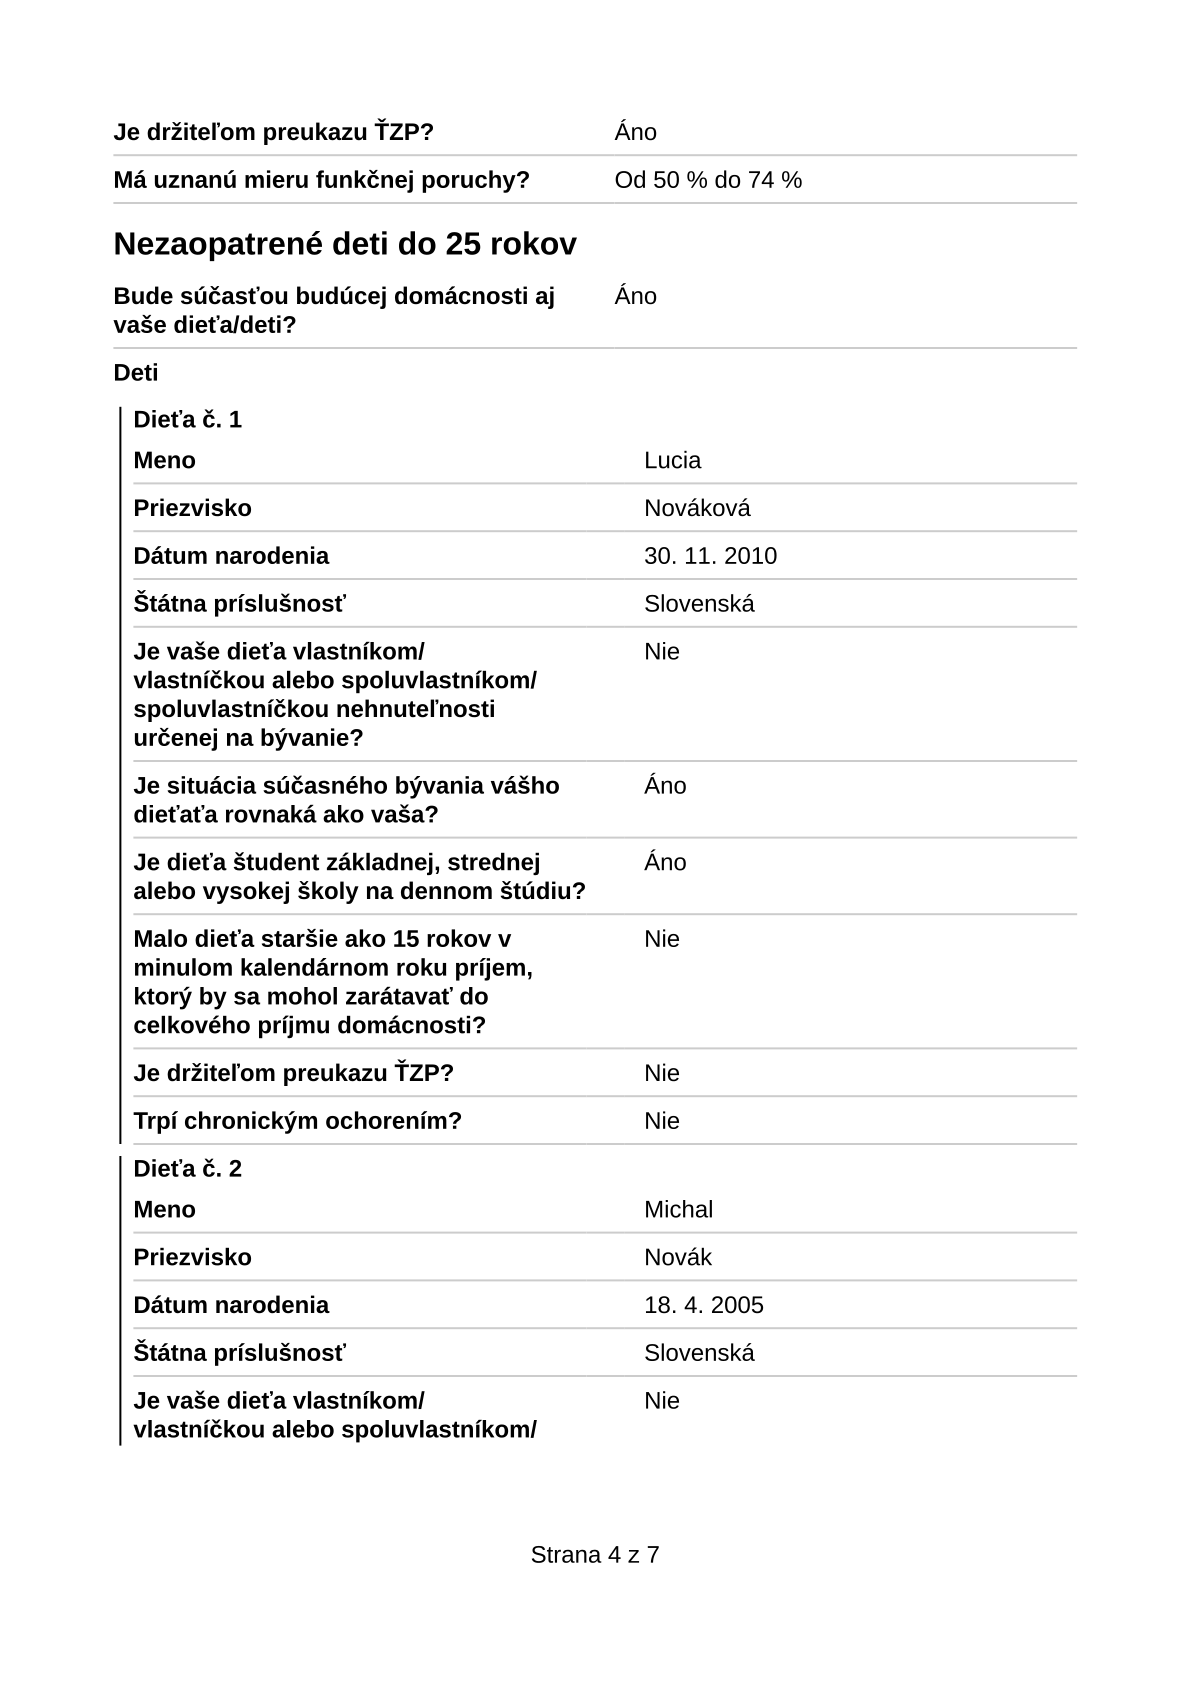 Je držiteľom preukazu ŤZP? Áno
Má uznanú mieru funkčnej poruchy? Od 50 % do 74 %
Nezaopatrené deti do 25 rokov
Bude súčasťou budúcej domácnosti aj Áno
vaše dieťa/deti?
Deti
Dieťa č. 1
Meno Lucia
Priezvisko Nováková
Dátum narodenia 30. 11. 2010
Štátna príslušnosť Slovenská
Je vaše dieťa vlastníkom/ Nie
vlastníčkou alebo spoluvlastníkom/
spoluvlastníčkou nehnuteľnosti
určenej na bývanie?
Je situácia súčasného bývania vášho Áno
dieťaťa rovnaká ako vaša?
Je dieťa študent základnej, strednej Áno
alebo vysokej školy na dennom štúdiu?
Malo dieťa staršie ako 15 rokov v Nie
minulom kalendárnom roku príjem,
ktorý by sa mohol zarátavať do
celkového príjmu domácnosti?
Je držiteľom preukazu ŤZP? Nie
Trpí chronickým ochorením? Nie
Dieťa č. 2
Meno Michal
Priezvisko Novák
Dátum narodenia 18. 4. 2005
Štátna príslušnosť Slovenská
Je vaše dieťa vlastníkom/ Nie
vlastníčkou alebo spoluvlastníkom/
Strana 4 z 7